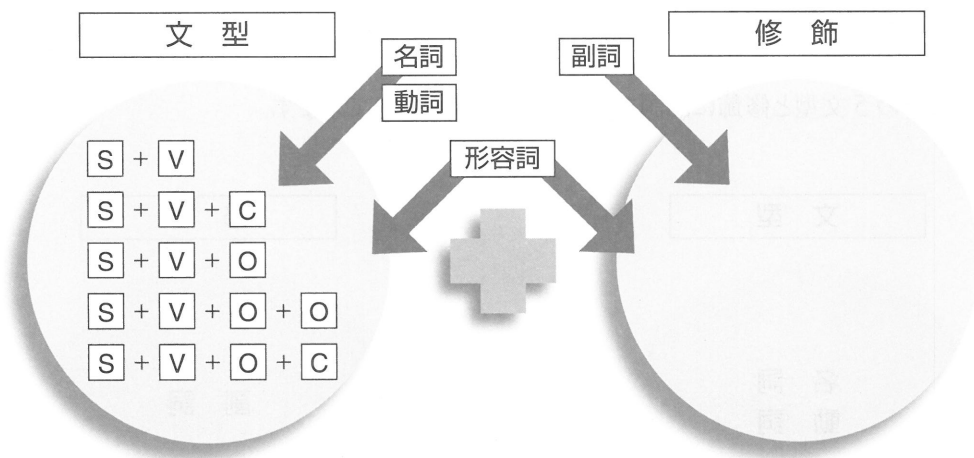 文 型
修 飾
名詞
動詞
副詞
形容詞
S + V
S + V + C
S + V + O
S + V + O + O
S + V + O + C